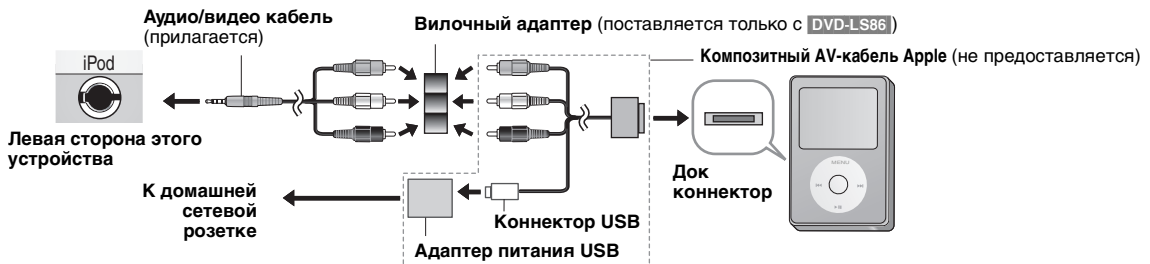 Аудио/видео кабель
(прилагается)
Вилочный адаптер (поставляется только с DVD-LS86)
Композитный AV-кабель Apple (не предоставляется)
iPod
Левая сторона этого
устройства
MENU
Док
коннектор
К домашней
сетевой
розетке
Коннектор USB
Адаптер питания USB